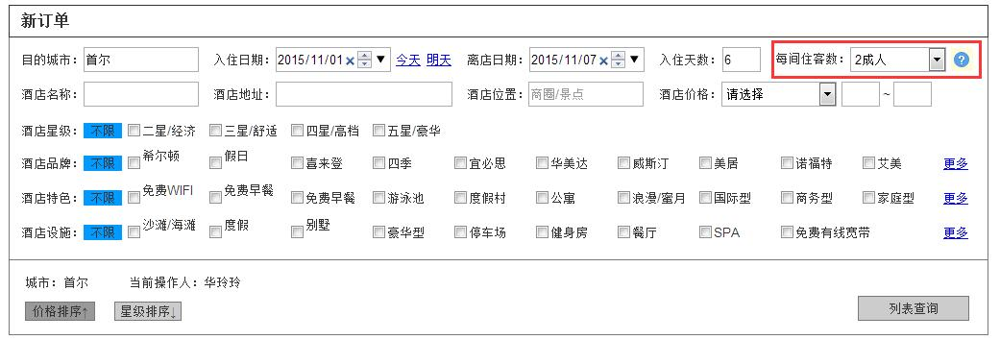 新订单
目的城市：首尔 入住日期：2015/11/01 今天 明天 离店日期：2015/11/07 入住天数：6 每间住客数：2成人 ?
酒店名称： 酒店地址： 酒店位置：商圈/景点 酒店价格：请选择 ~
酒店星级：不限 二星/经济 三星/舒适 四星/高档 五星/豪华
酒店品牌：不限 希尔顿 假日 喜来登 四季 宜必思 华美达 威斯汀 美居 诺福特 艾美 更多
酒店特色：不限 免费WIFI 免费早餐 免费早餐 游泳池 度假村 公寓 浪漫/蜜月 国际型 商务型 家庭型 更多
酒店设施：不限 沙滩/海滩 度假 别墅 豪华型 停车场 健身房 餐厅 SPA 免费有线宽带 更多
城市：首尔 当前操作人：华玲玲
价格排序↑ 星级排序↓ 列表查询